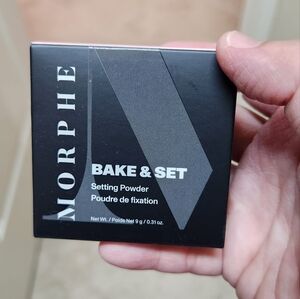 MORPHE
BAKE & SET
Setting Powder
Poudre de fixation
Net Wt. / Poids Net 9 g / 0.31 oz.